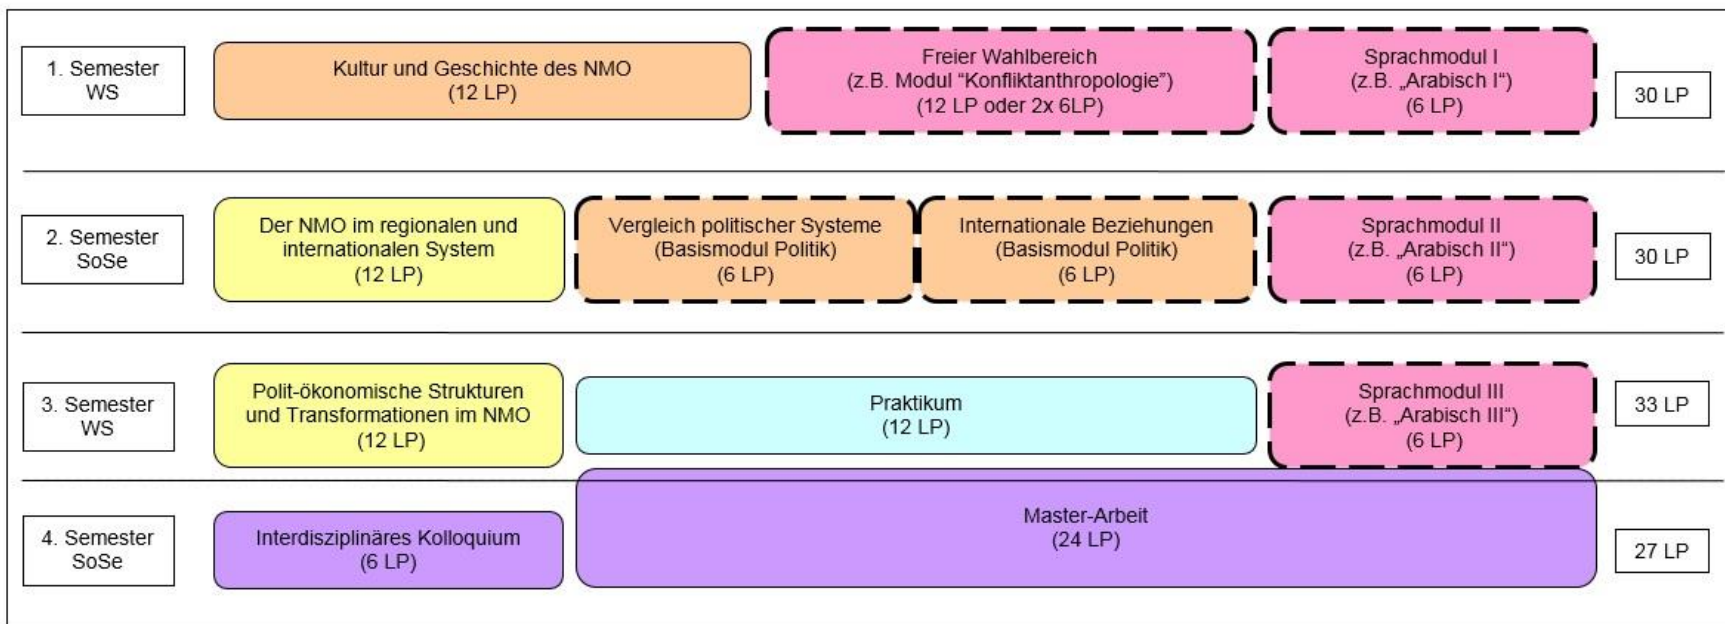 1. Semester
WS
Kultur und Geschichte des NMO
(12 LP)
Freier Wahlbereich
(z.B. Modul "Konfliktanthropologie")
(12 LP oder 2x 6LP)
Sprachmodul I
(z.B. „Arabisch I“)
(6 LP)
30 LP
2. Semester
SoSe
Der NMO im regionalen und
internationalen System
(12 LP)
Vergleich politischer Systeme
(Basismodul Politik)
(6 LP)
Internationale Beziehungen
(Basismodul Politik)
(6 LP)
Sprachmodul II
(z.B. „Arabisch II“)
(6 LP)
30 LP
3. Semester
WS
Polit-ökonomische Strukturen
und Transformationen im NMO
(12 LP)
Praktikum
(12 LP)
Sprachmodul III
(z.B. „Arabisch III“)
(6 LP)
33 LP
4. Semester
SoSe
Interdisziplinäres Kolloquium
(6 LP)
Master-Arbeit
(24 LP)
27 LP